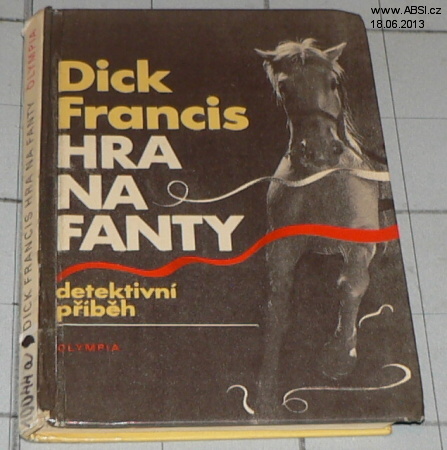 www.ABSI.cz
18.06.2013
Dick
Francis
HRA
NA
FANTY
detektivní
příběh
OLYMPIA
DICK FRANCIS HRA NA FANTY OLYMPIA